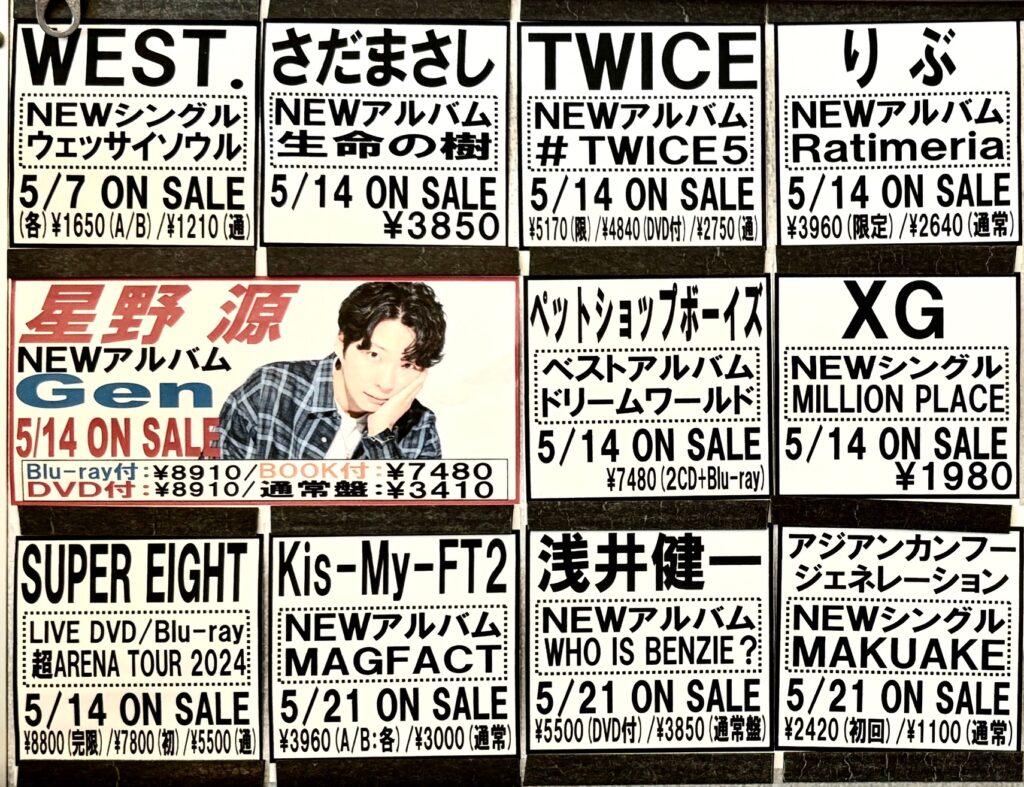 WEST.
NEWシングル
ウェッサイソウル
5/7 ON SALE
(各)¥1650(A/B)/¥1210(通)
さだまさし
NEWアルバム
生命の樹
5/14 ON SALE
¥3850
TWICE
NEWアルバム
#TWICE5
5/14 ON SALE
¥5170(限)/¥4840(DVD付)/¥2750(通)
りぶ
NEWアルバム
Ratimeria
5/14 ON SALE
¥3960(限定)/¥2640(通常)
星野 源
NEWアルバム
Gen
5/14 ON SALE
Blu-ray付:¥8910/BOOK付:¥7480
DVD付:¥8910/通常盤:¥3410
ペットショップボーイズ
ベストアルバム
ドリームワールド
5/14 ON SALE
¥7480(2CD+Blu-ray)
XG
NEWシングル
MILLION PLACE
5/14 ON SALE
¥1980
SUPER EIGHT
LIVE DVD/Blu-ray
超ARENA TOUR 2024
5/14 ON SALE
¥8800(完限)/¥7800(初)/¥5500(通)
Kis-My-FT2
NEWアルバム
MAGFACT
5/21 ON SALE
¥3960(A/B:各)/¥3000(通常)
浅井健一
NEWアルバム
WHO IS BENZIE?
5/21 ON SALE
¥5500(DVD付)/¥3850(通常盤)
アジアンカンフー
ジェネレーション
NEWシングル
MAKUAKE
5/21 ON SALE
¥2420(初回)/¥1100(通常)